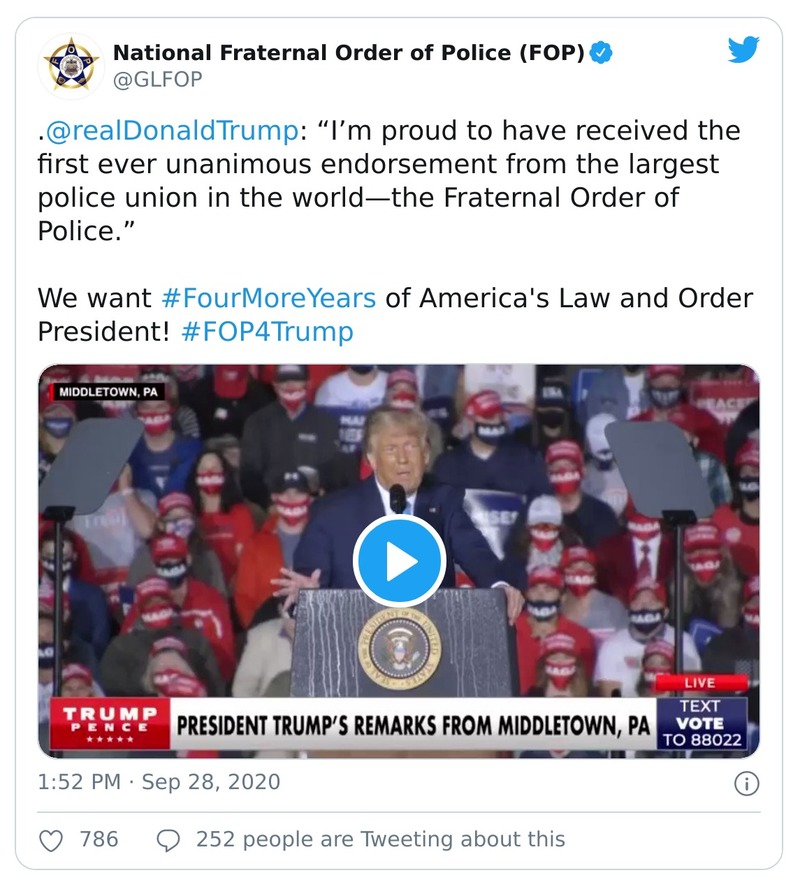 National Fraternal Order of Police (FOP)
@GLFOP
.@realDonaldTrump: “I’m proud to have received the
first ever unanimous endorsement from the largest
police union in the world—the Fraternal Order of
Police.”
We want #FourMoreYears of America's Law and Order
President! #FOP4Trump
MIDDLETOWN, PA
LIVE
TRUMP
PENCE
PRESIDENT TRUMP’S REMARKS FROM MIDDLETOWN, PA
TEXT
VOTE
TO 88022
1:52 PM · Sep 28, 2020
786
252 people are Tweeting about this